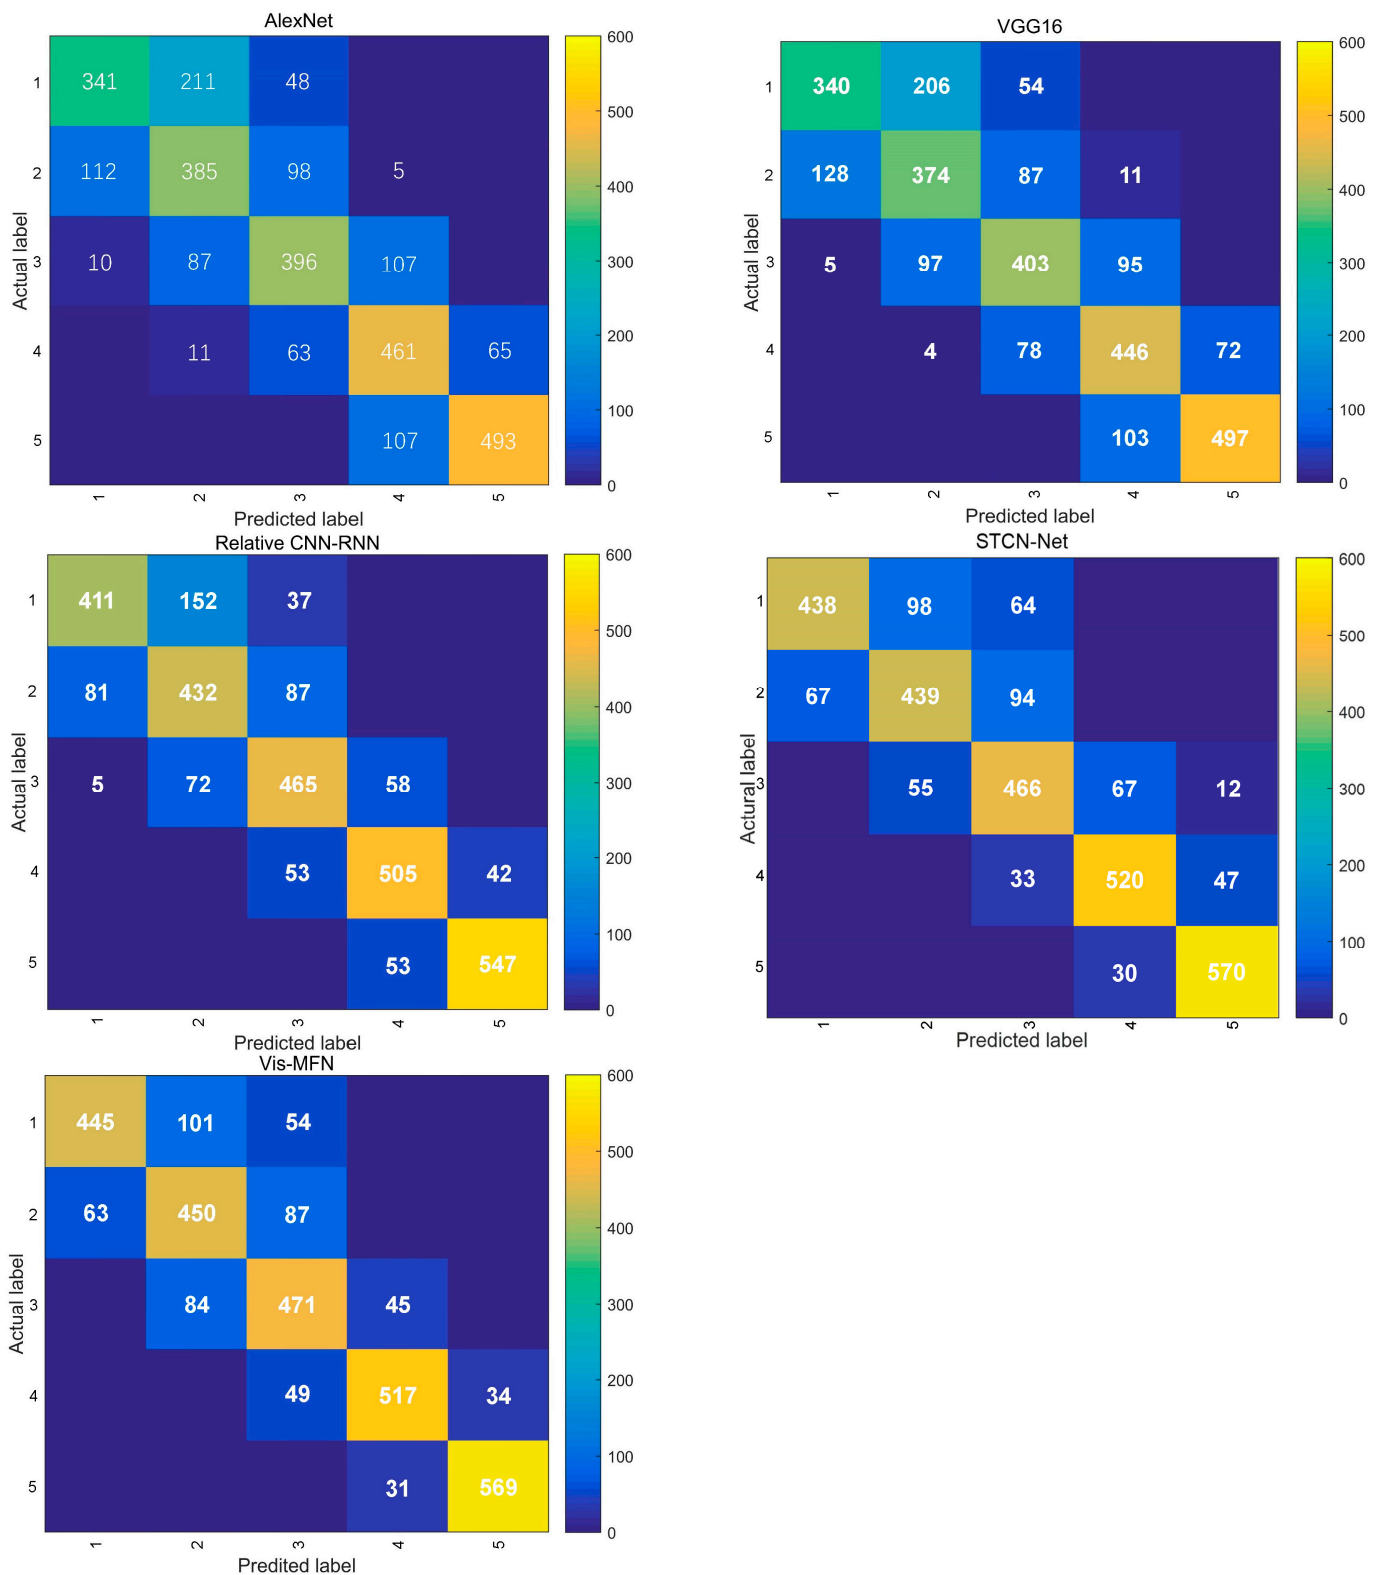 AlexNet
600
1 341 211 48
500
2 112 385 98 5
400
Actual label
300
3 10 87 396 107
200
4 11 63 461 65
100
5 107 493
0
1 2 3 4 5
Predicted label
VGG16
600
1 340 206 54
500
2 128 374 87 11
400
Actual label
300
3 5 97 403 95
200
4 4 78 446 72
100
5 103 497
0
1 2 3 4 5
Predicted label
Relative CNN-RNN
600
1 411 152 37
500
2 81 432 87
400
Actual label
300
3 5 72 465 58
200
4 53 505 42
100
5 53 547
0
1 2 3 4 5
Predicted label
STCN-Net
600
1 438 98 64
500
2 67 439 94
400
Actural label
300
3 55 466 67 12
200
4 33 520 47
100
5 30 570
0
1 2 3 4 5
Predicted label
Vis-MFN
600
1 445 101 54
500
2 63 450 87
400
Actual label
300
3 84 471 45
200
4 49 517 34
100
5 31 569
0
1 2 3 4 5
Predited label